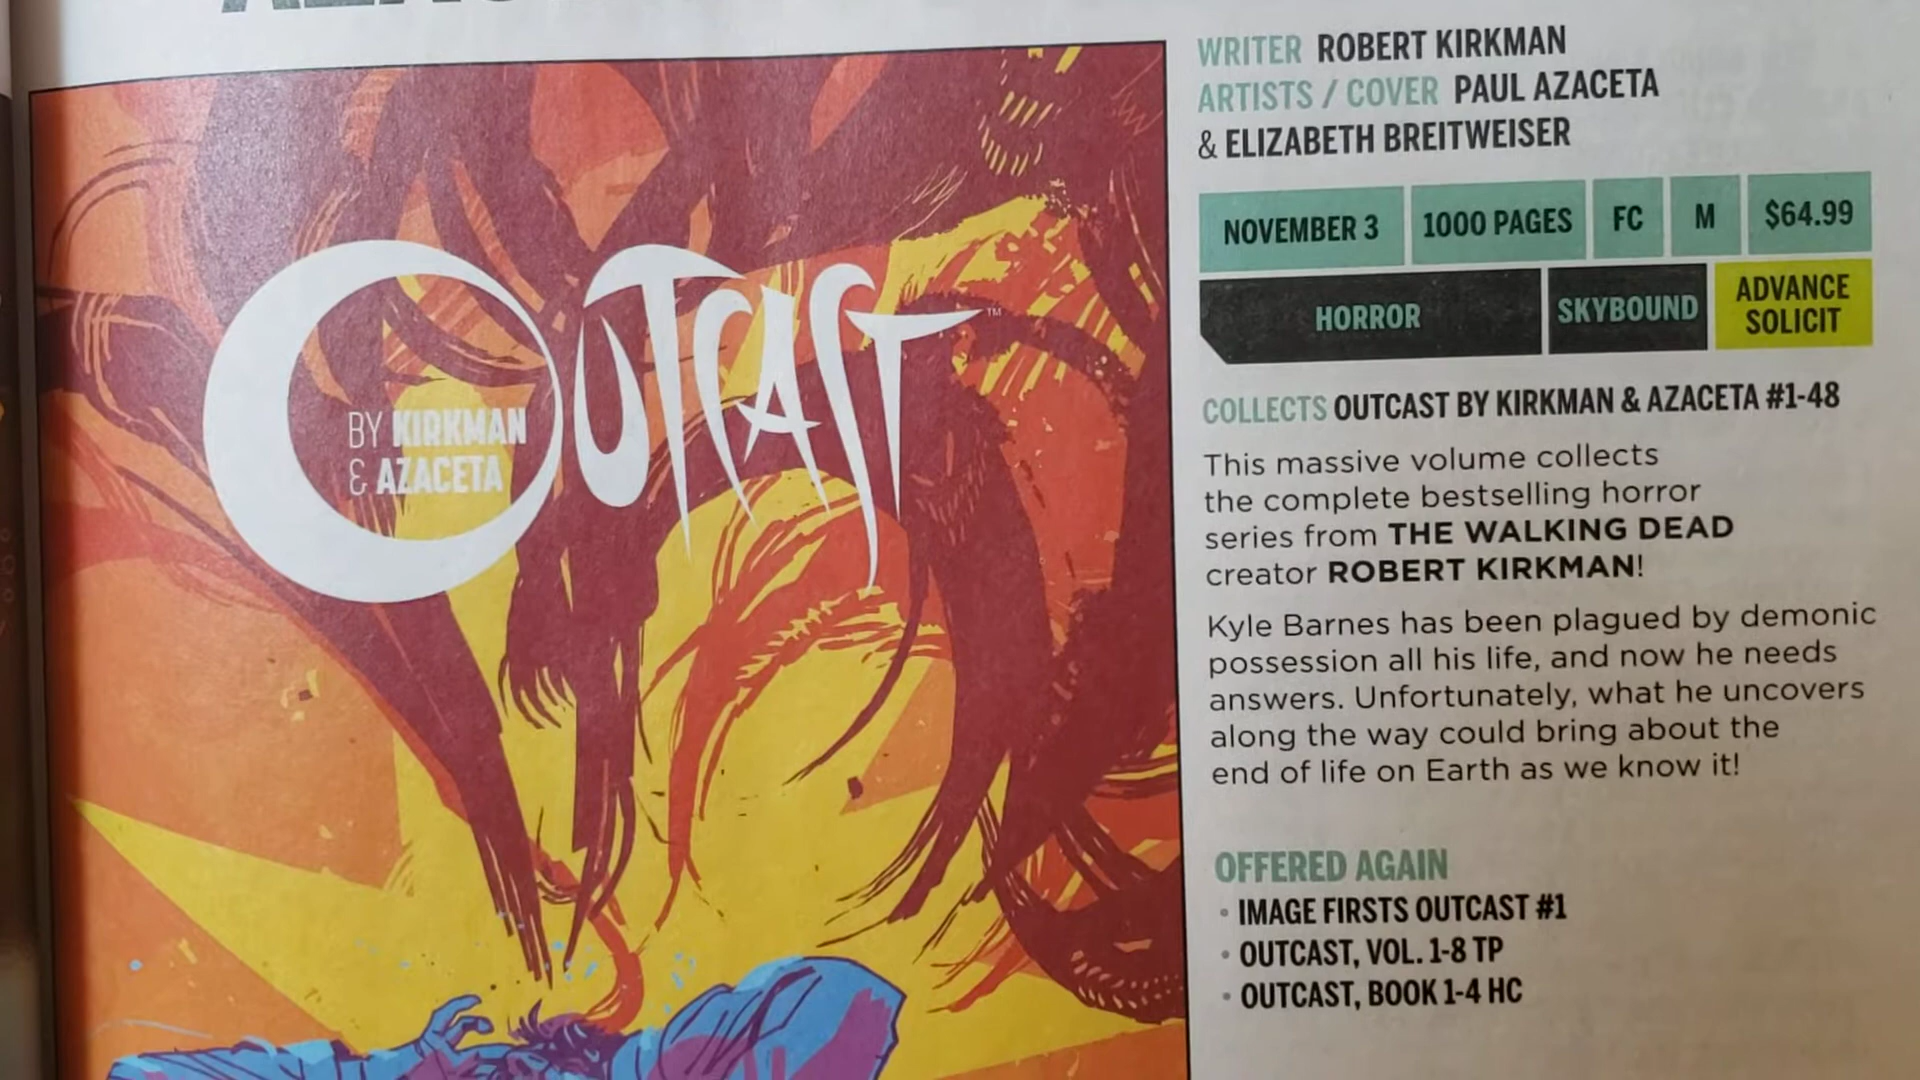 OUTCAST™
BY KIRKMAN
& AZACETA
WRITER ROBERT KIRKMAN
ARTISTS / COVER PAUL AZACETA
& ELIZABETH BREITWEISER
NOVEMBER 3 1000 PAGES FC M $64.99
HORROR SKYBOUND ADVANCE
SOLICIT
COLLECTS OUTCAST BY KIRKMAN & AZACETA #1-48
This massive volume collects
the complete bestselling horror
series from THE WALKING DEAD
creator ROBERT KIRKMAN!
Kyle Barnes has been plagued by demonic
possession all his life, and now he needs
answers. Unfortunately, what he uncovers
along the way could bring about the
end of life on Earth as we know it!
OFFERED AGAIN
• IMAGE FIRSTS OUTCAST #1
• OUTCAST, VOL. 1-8 TP
• OUTCAST, BOOK 1-4 HC